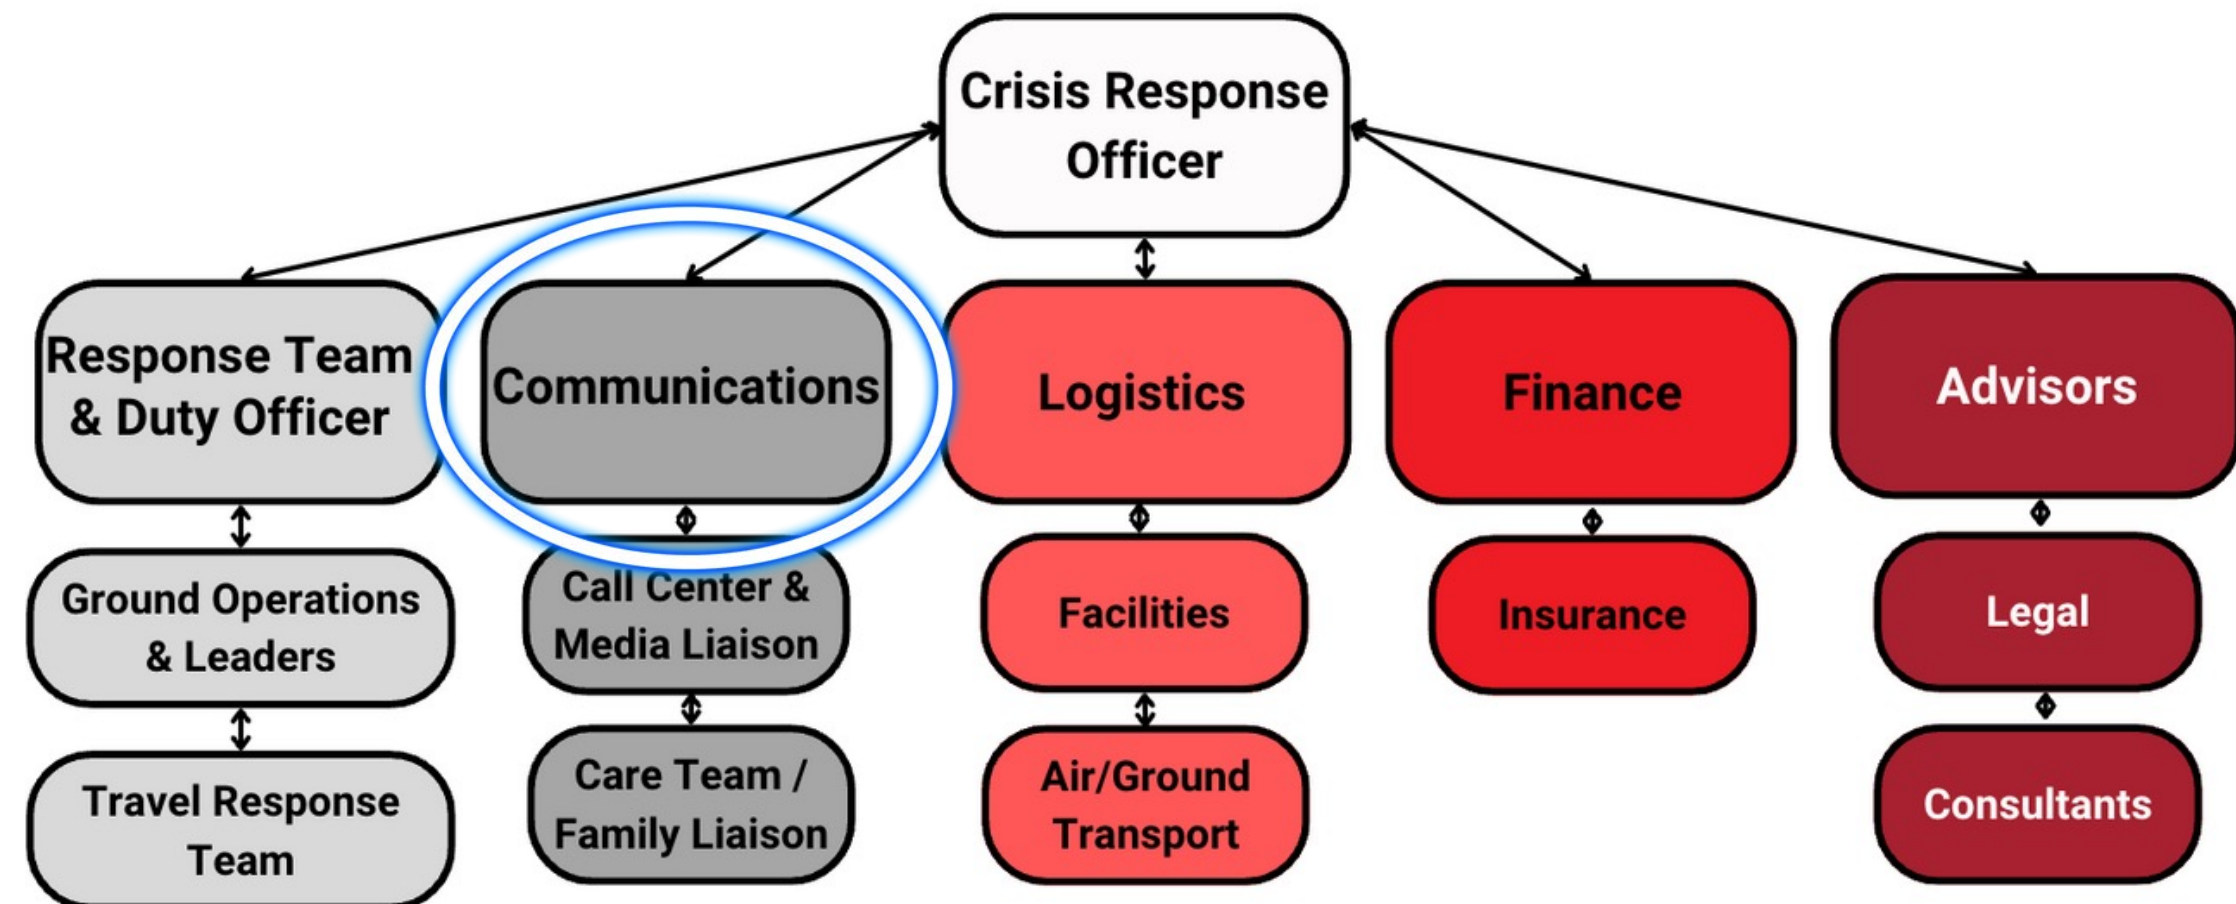 Crisis Response
Officer
Response Team
& Duty Officer
Communications
Logistics
Finance
Advisors
Ground Operations
& Leaders
Call Center &
Media Liaison
Facilities
Insurance
Legal
Travel Response
Team
Care Team /
Family Liaison
Air/Ground
Transport
Consultants